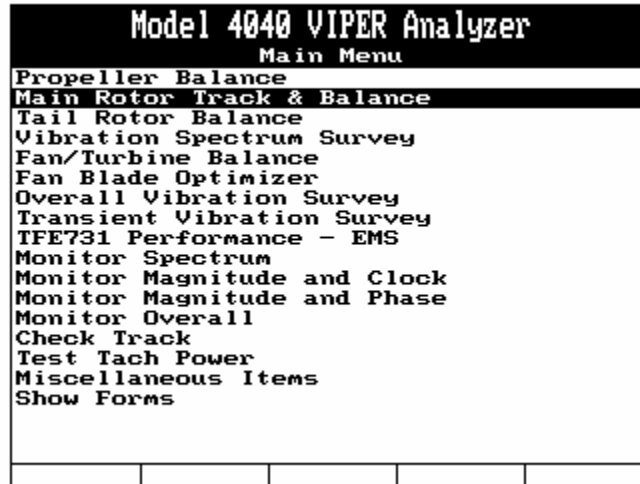 Model 4040 VIPER Analyzer
Main Menu
Propeller Balance
Main Rotor Track & Balance
Tail Rotor Balance
Vibration Spectrum Survey
Fan/Turbine Balance
Fan Blade Optimizer
Overall Vibration Survey
Transient Vibration Survey
TFE731 Performance - EMS
Monitor Spectrum
Monitor Magnitude and Clock
Monitor Magnitude and Phase
Monitor Overall
Check Track
Test Tach Power
Miscellaneous Items
Show Forms